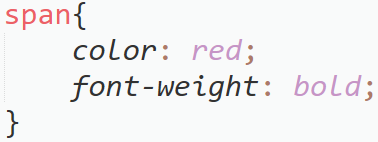 span{
    color: red;
    font-weight: bold;
}